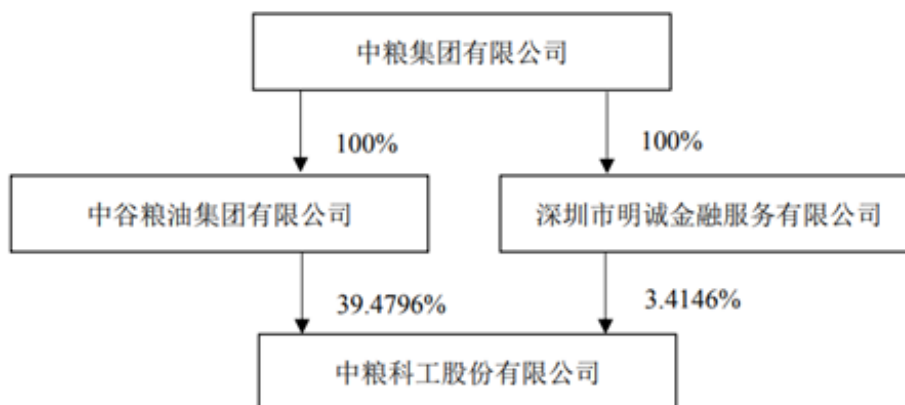 中粮集团有限公司
100%
100%
中谷粮油集团有限公司
深圳市明诚金融服务有限公司
39.4796%
3.4146%
中粮科工股份有限公司